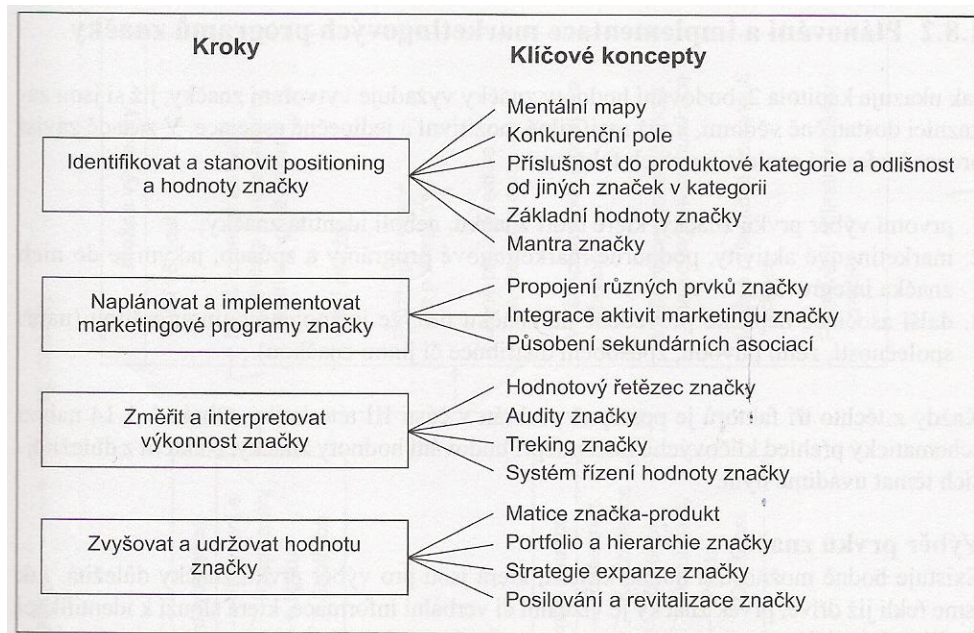 Kroky
Klíčové koncepty
Identifikovat a stanovit positioning
a hodnoty značky
Mentální mapy
Konkurenční pole
Příslušnost do produktové kategorie a odlišnost
od jiných značek v kategorii
Základní hodnoty značky
Mantra značky
Naplánovat a implementovat
marketingové programy značky
Propojení různých prvků značky
Integrace aktivit marketingu značky
Působení sekundárních asociací
Změřit a interpretovat
výkonnost značky
Hodnotový řetězec značky
Audity značky
Treking značky
Systém řízení hodnoty značky
Zvyšovat a udržovat hodnotu
značky
Matice značka-produkt
Portfolio a hierarchie značky
Strategie expanze značky
Posilování a revitalizace značky